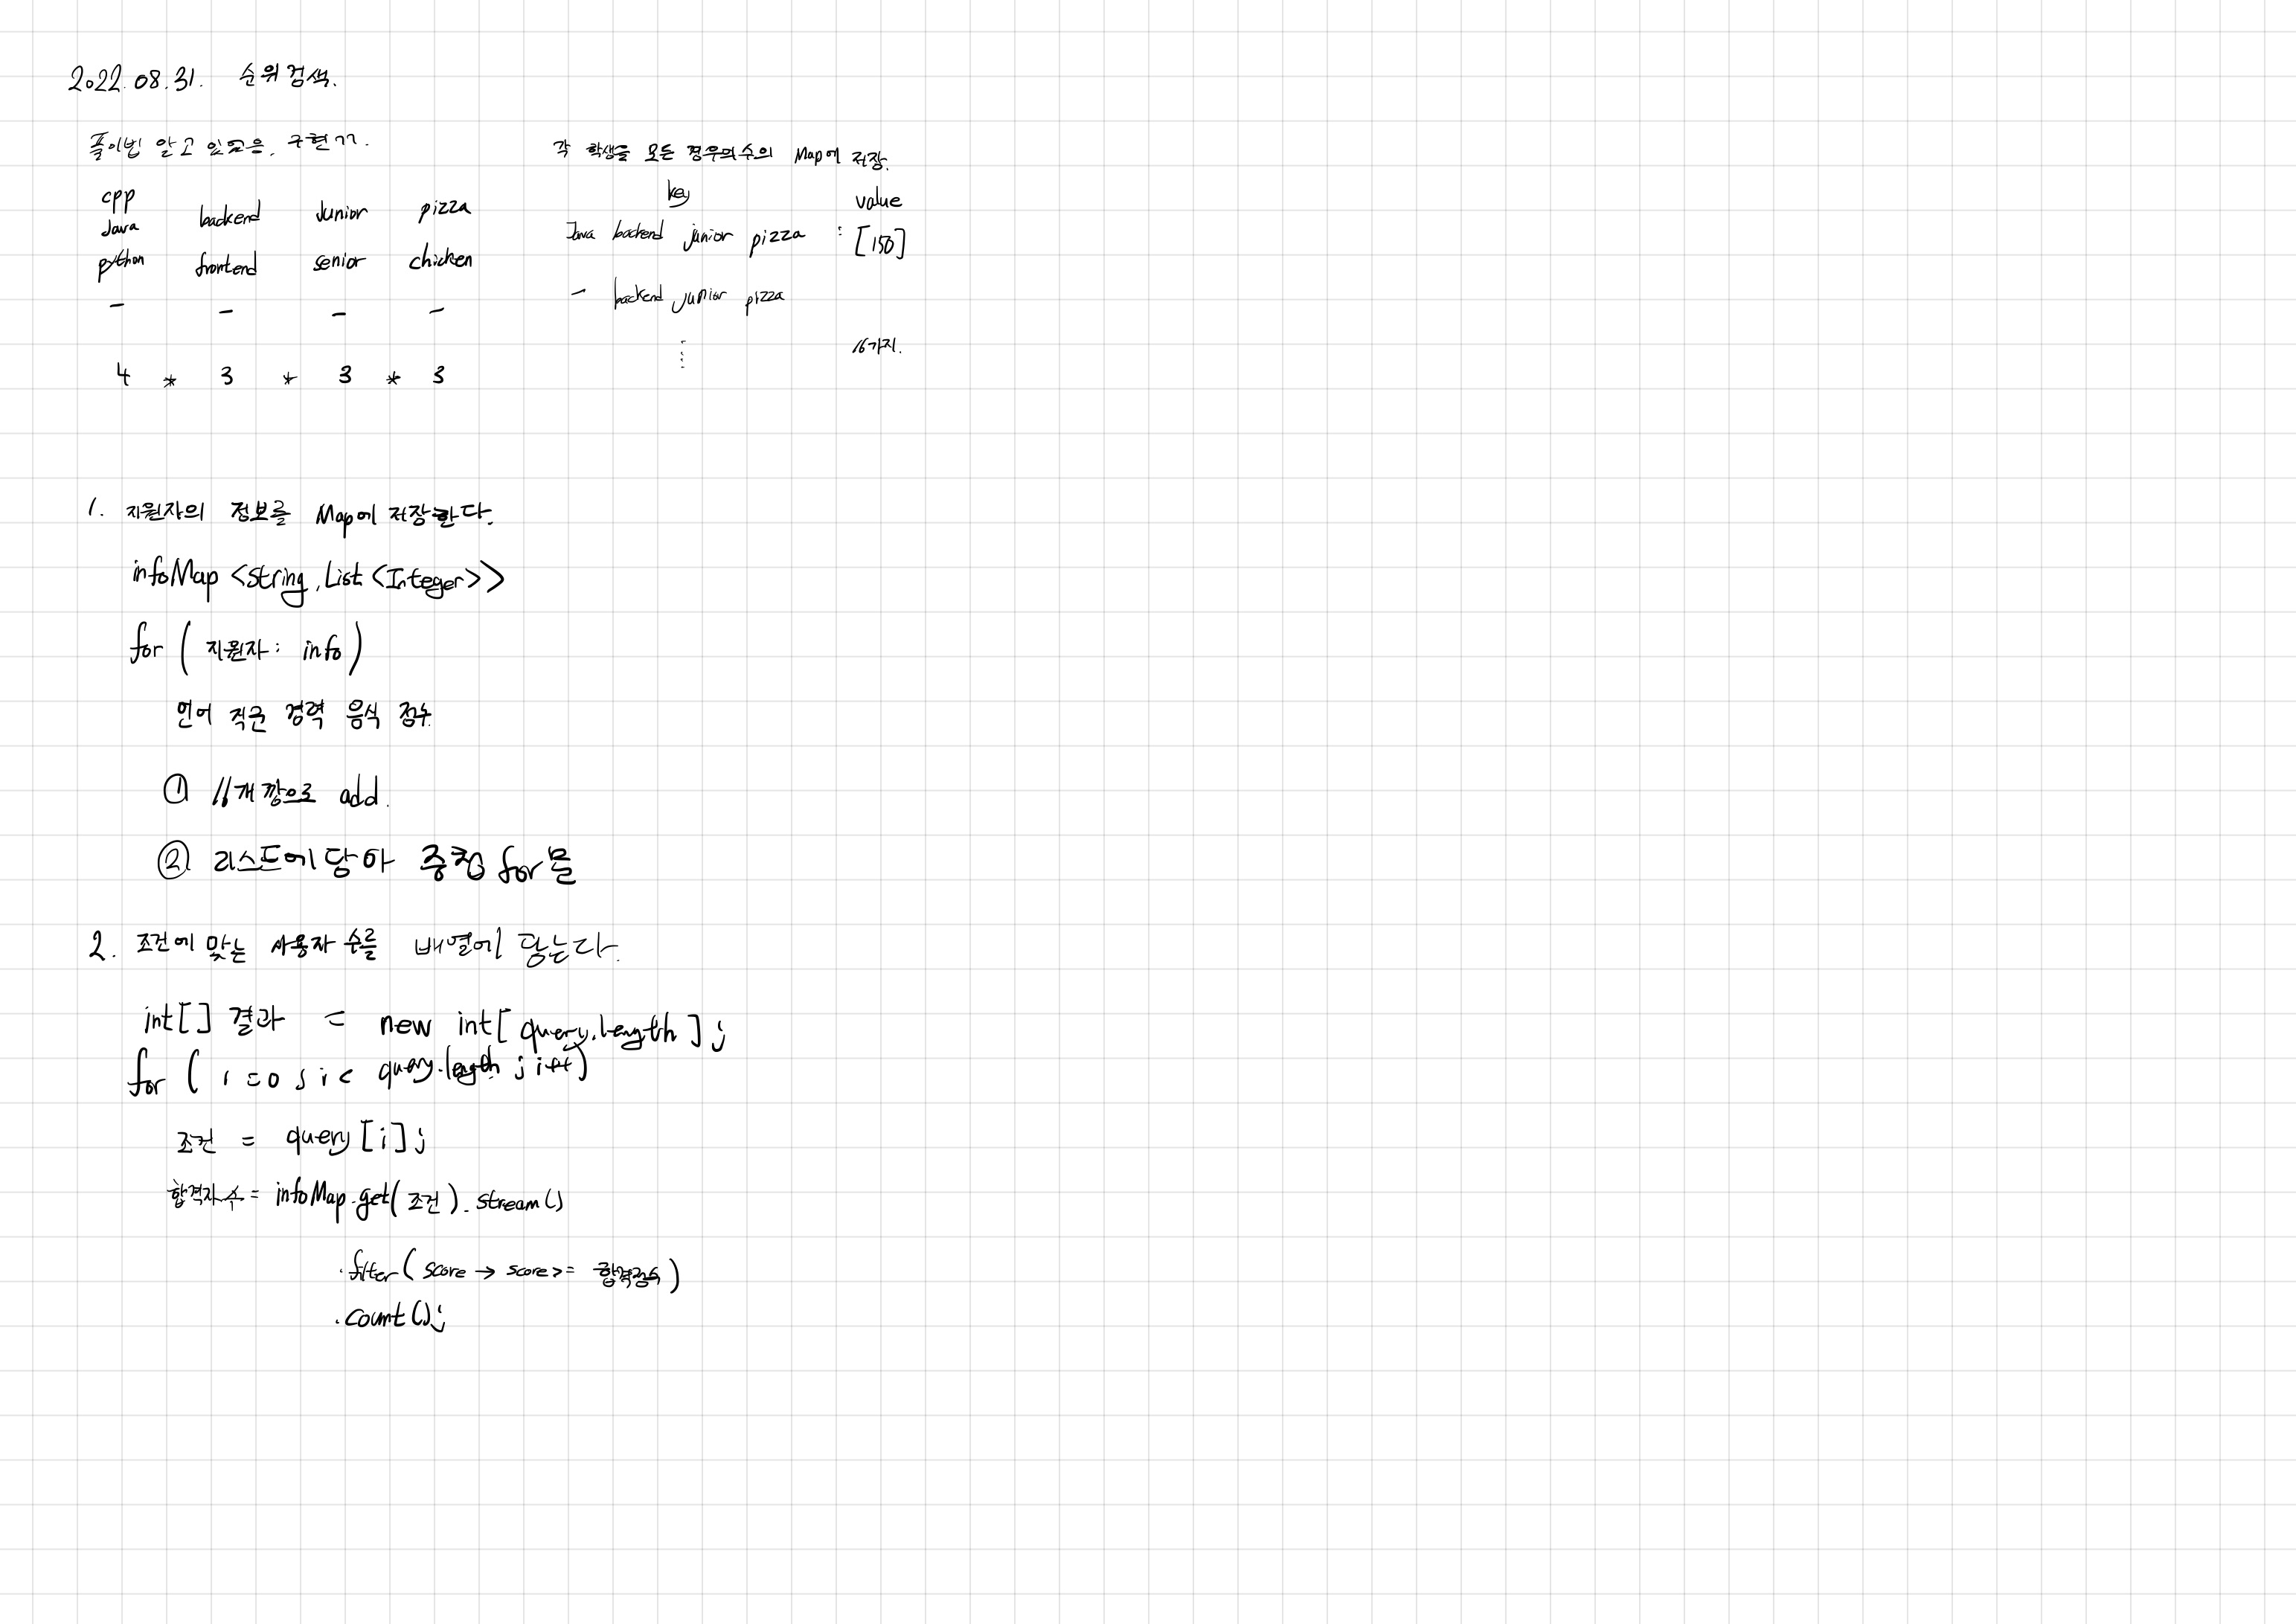 2022.08.31. 순위검색.
풀이법 알고 있었음. 구현 ㄱㄱ.
cpp
Java backend Junior pizza
python frontend senior chicken
- - - -
4 * 3 * 3 * 3
각 학생을 모든 경우의수의 Map에 저장.
key value
Java backend junior pizza : [150]
- backend junior pizza
⋮ 16가지.
1. 지원자의 정보를 Map에 저장한다.
infoMap <String, List<Integer>>
for ( 지원자 : info)
언어 직군 경력 음식 점수
① 16개 깡으로 add.
② 리스트에 담아 중첩 for문
2. 조건에 맞는 사용자 수를 배열에 담는다.
int[] 결과 = new int[query.length];
for ( i=0; i< query.length; i++)
조건 = query[i];
합격자 수 = infoMap.get( 조건 ). stream()
.filter( score → score >= 합격점수 )
.count();